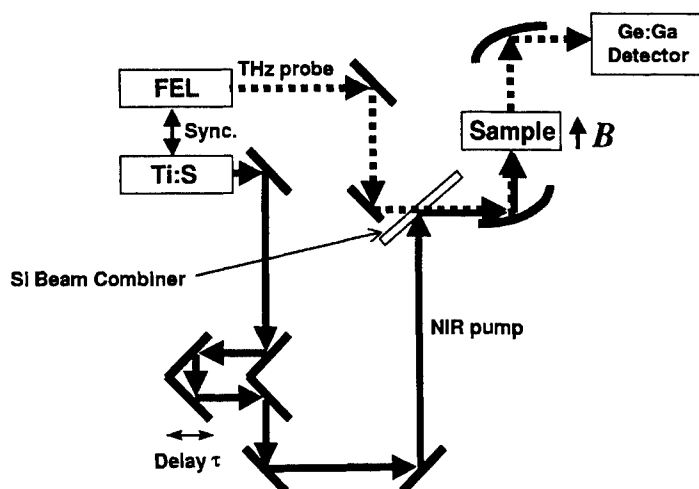 Ge:Ga
Detector
THz probe
FEL
Sync.
Sample
B
Ti:S
Si Beam Combiner
NIR pump
Delay τ